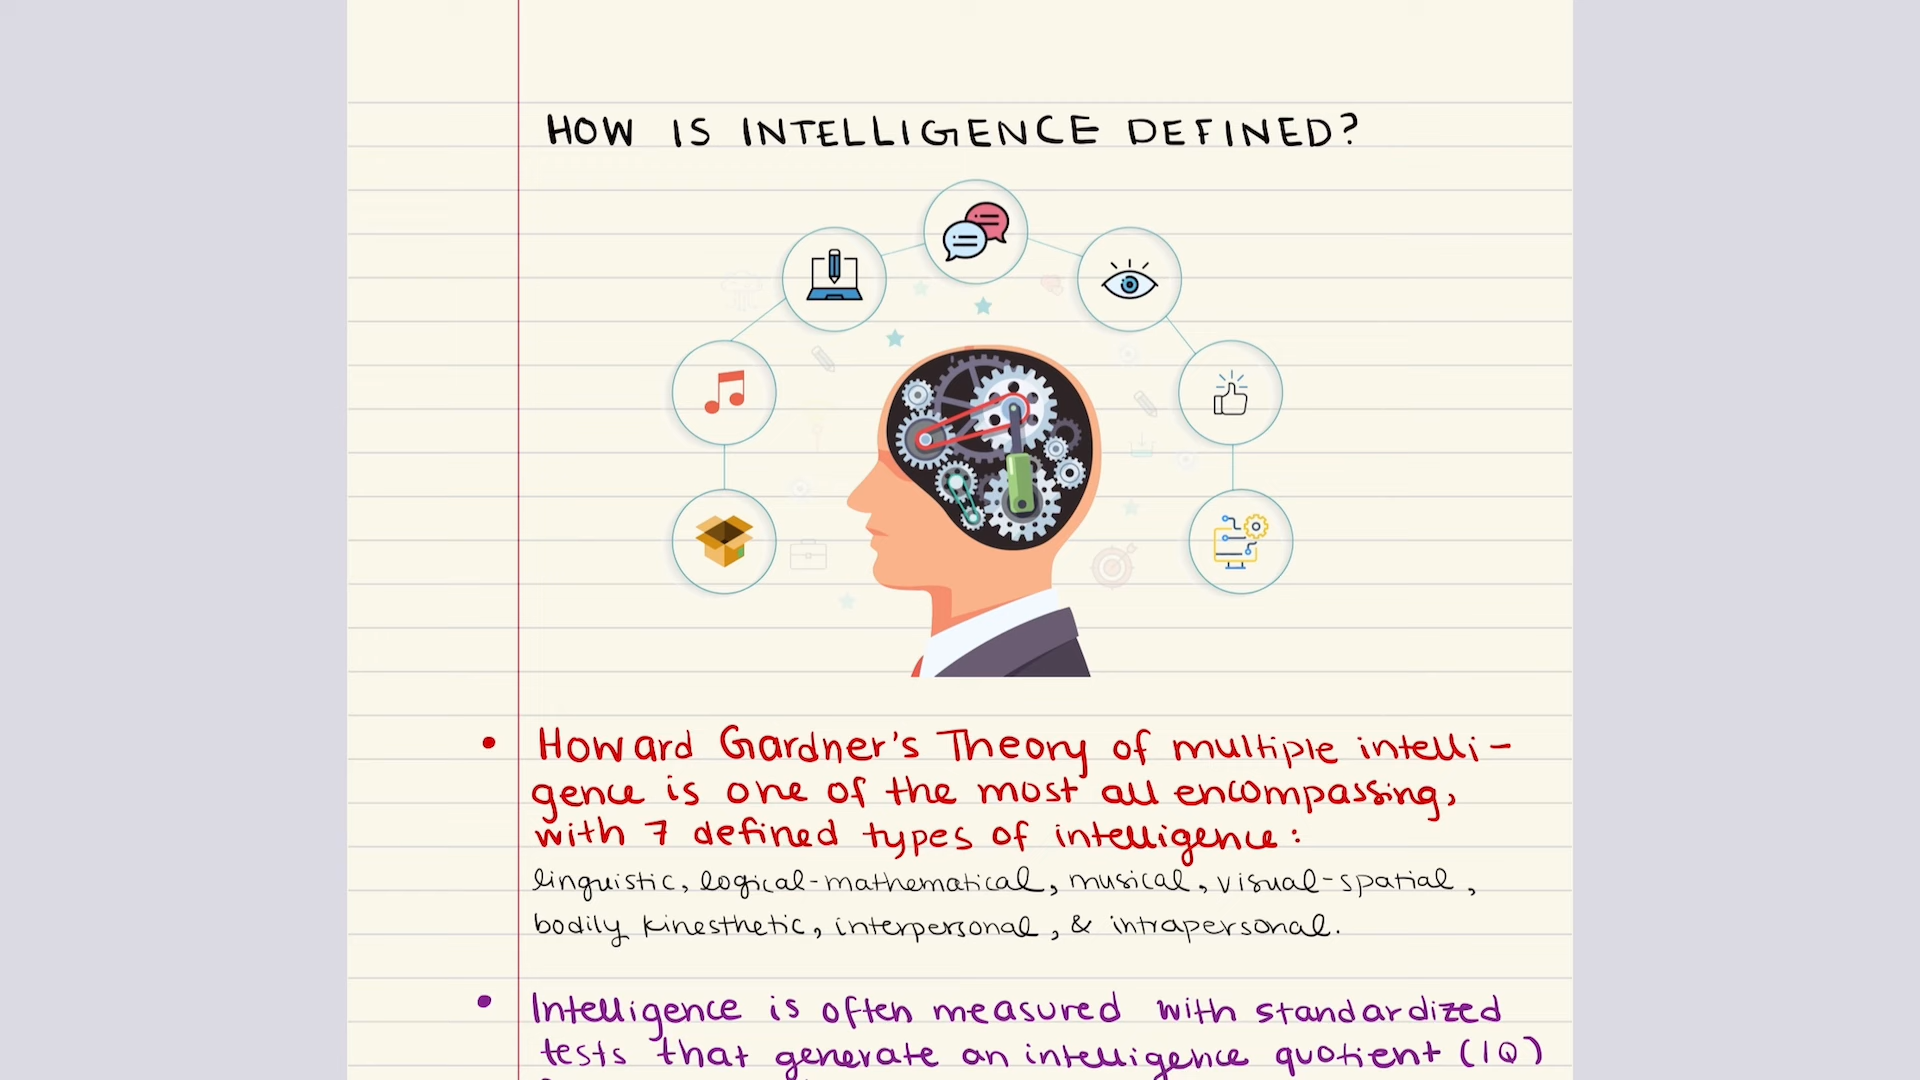 HOW IS INTELLIGENCE DEFINED?
• Howard Gardner's Theory of multiple intelli-
gence is one of the most all encompassing,
with 7 defined types of intelligence:
linguistic, logical-mathematical, musical, visual-spatial,
bodily kinesthetic, interpersonal, & intrapersonal.
• Intelligence is often measured with standardized
tests that generate an intelligence quotient (IQ)